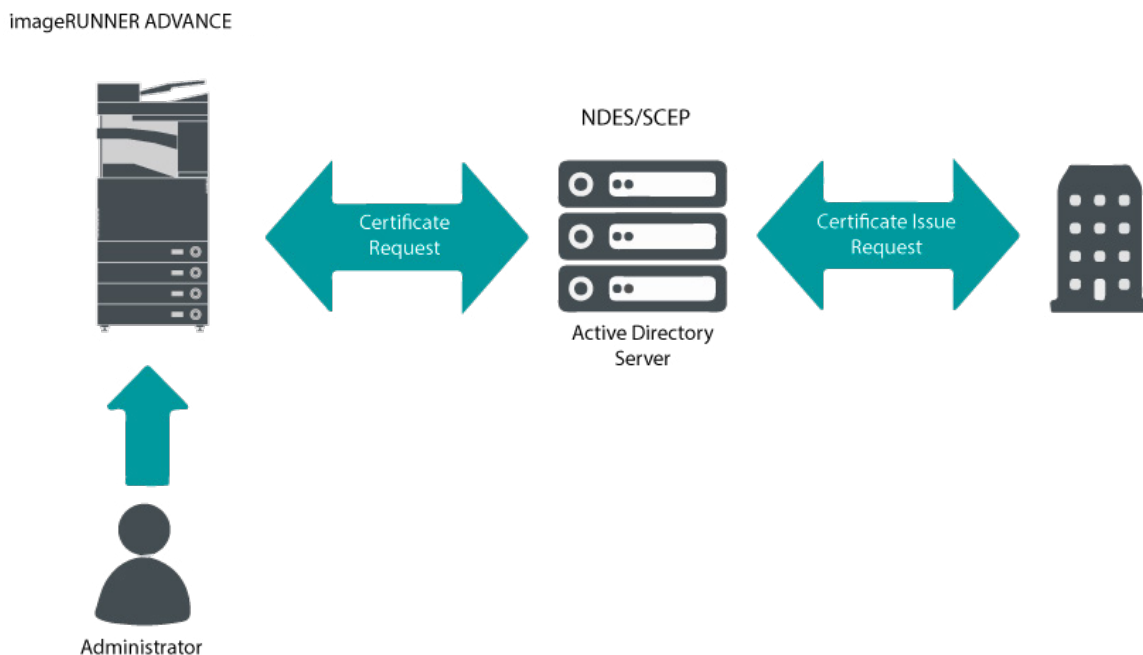 imageRUNNER ADVANCE
NDES/SCEP
Certificate
Request
Certificate Issue
Request
Active Directory
Server
Administrator